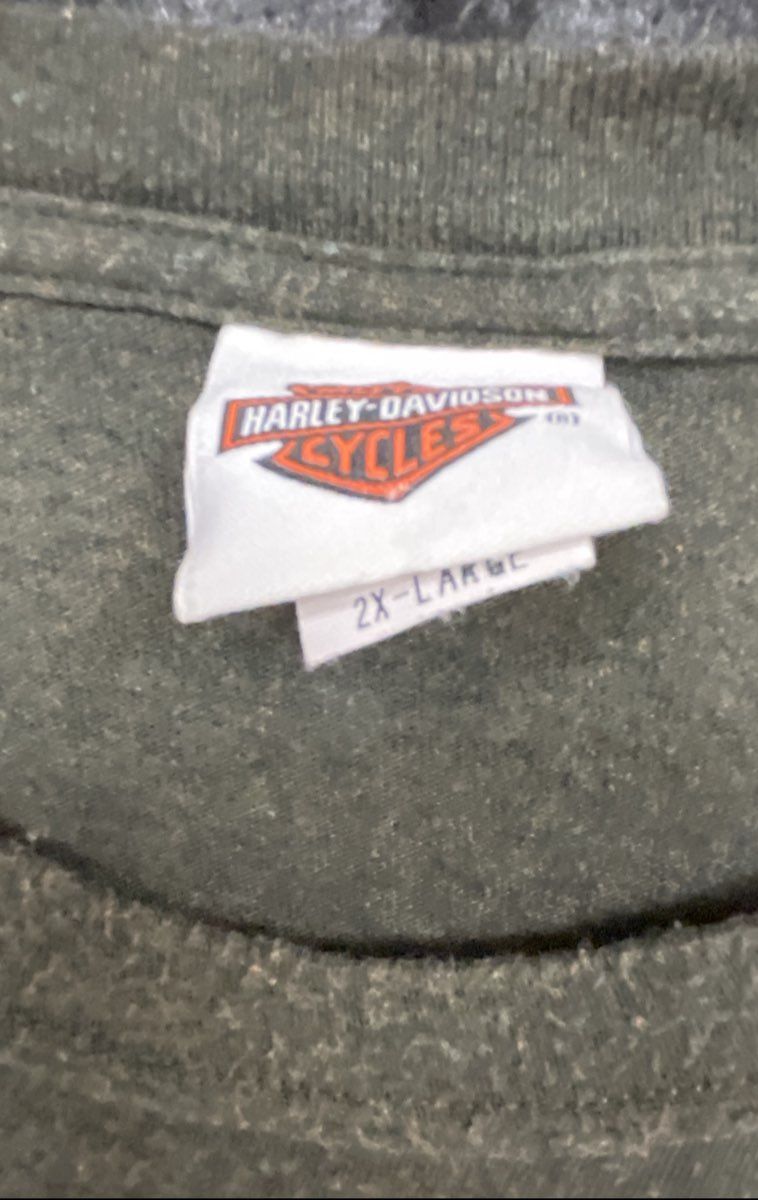 HARLEY-DAVIDSON
(R)
CYCLES
2X-LARGE